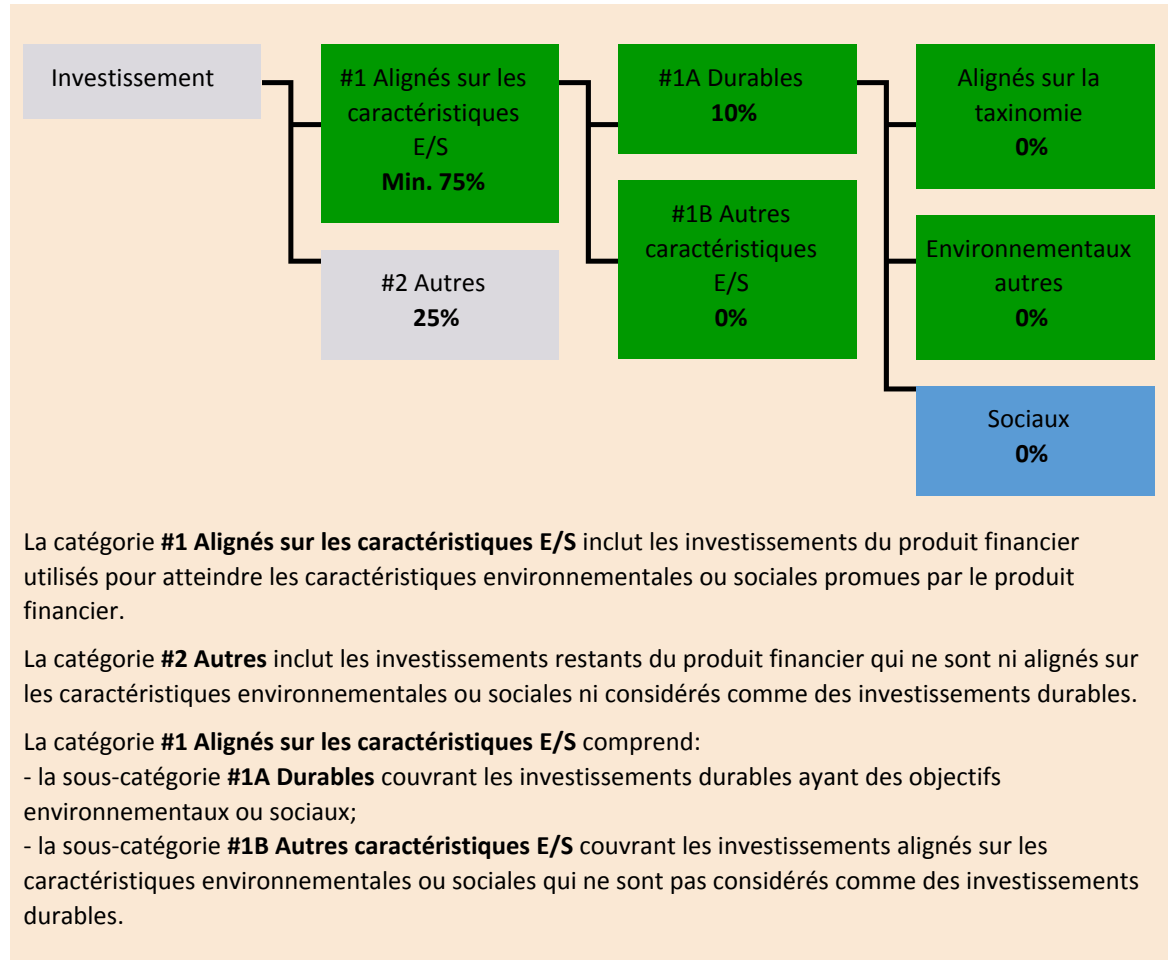 Investissement
#1 Alignés sur les
caractéristiques
E/S
Min. 75%
#2 Autres
25%
#1A Durables
10%
#1B Autres
caractéristiques
E/S
0%
Alignés sur la
taxinomie
0%
Environnementaux
autres
0%
Sociaux
0%
La catégorie #1 Alignés sur les caractéristiques E/S inclut les investissements du produit financier
utilisés pour atteindre les caractéristiques environnementales ou sociales promues par le produit
financier.
La catégorie #2 Autres inclut les investissements restants du produit financier qui ne sont ni alignés sur
les caractéristiques environnementales ou sociales ni considérés comme des investissements durables.
La catégorie #1 Alignés sur les caractéristiques E/S comprend:
- la sous-catégorie #1A Durables couvrant les investissements durables ayant des objectifs
environnementaux ou sociaux;
- la sous-catégorie #1B Autres caractéristiques E/S couvrant les investissements alignés sur les
caractéristiques environnementales ou sociales qui ne sont pas considérés comme des investissements
durables.